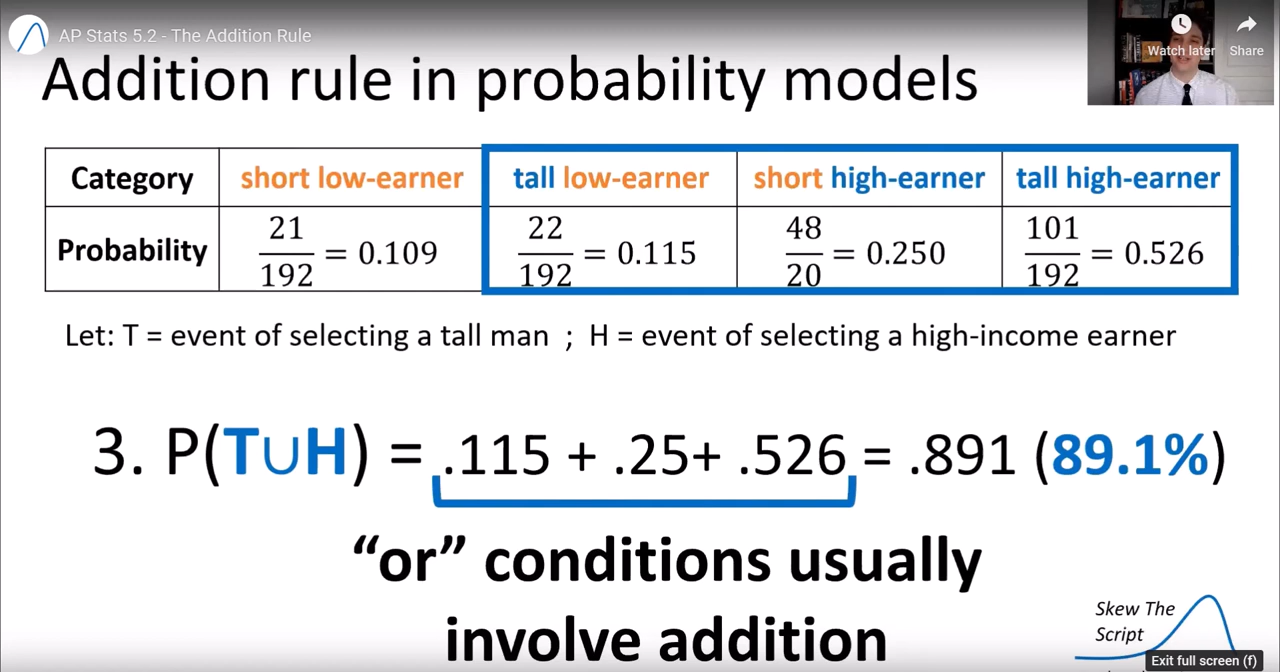 AP Stats 5.2 - The Addition Rule
Watch later Share
Addition rule in probability models
Category short low-earner tall low-earner short high-earner tall high-earner
Probability 21/192 = 0.109 22/192 = 0.115 48/20 = 0.250 101/192 = 0.526
Let: T = event of selecting a tall man ; H = event of selecting a high-income earner
3. P(T∪H) = .115 + .25+ .526 = .891 (89.1%)
“or” conditions usually
involve addition
Skew The
Script
Exit full screen (f)